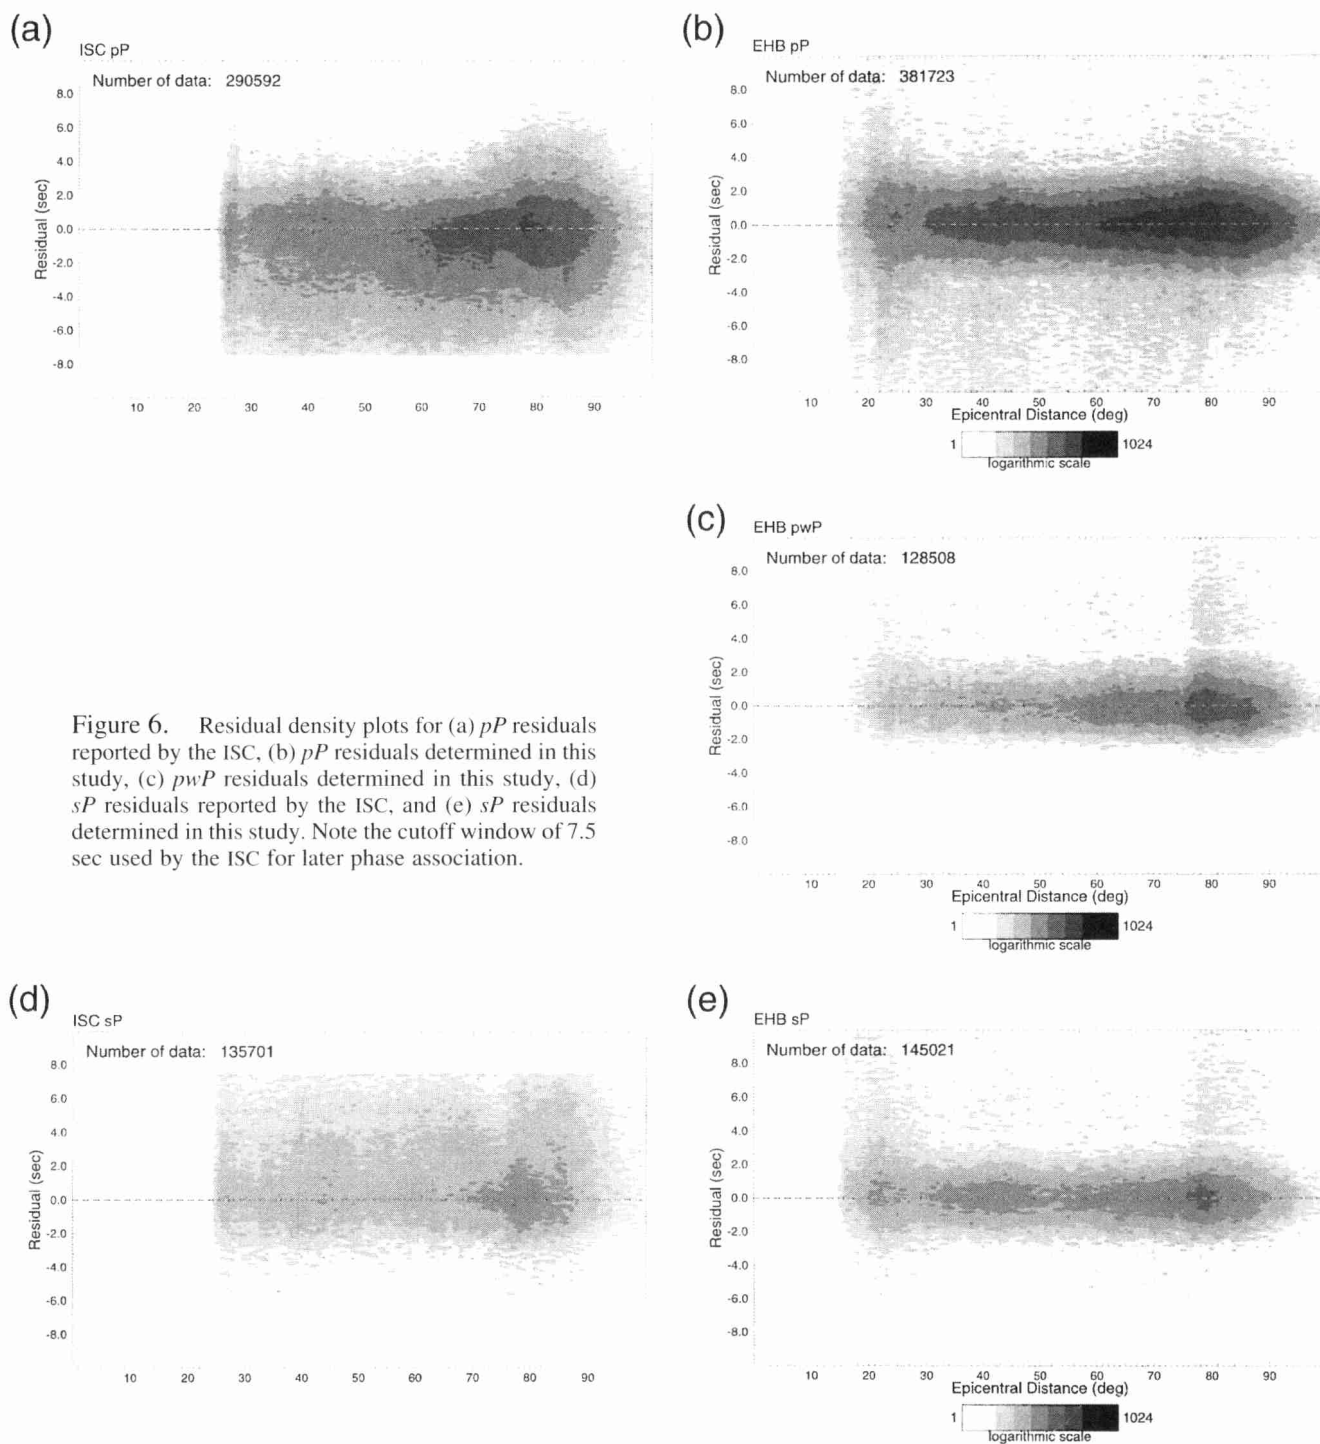 (a)
ISC pP
Number of data: 290592
8.0
6.0
4.0
2.0
0.0
-2.0
-4.0
-6.0
-8.0
Residual (sec)
10 20 30 40 50 60 70 80 90
(b)
EHB pP
Number of data: 381723
8.0
6.0
4.0
2.0
0.0
-2.0
-4.0
-6.0
-8.0
Residual (sec)
10 20 30 40 50 60 70 80 90
Epicentral Distance (deg)
1 1024
logarithmic scale
(c)
EHB pwP
Number of data: 128508
8.0
6.0
4.0
2.0
0.0
-2.0
-4.0
-6.0
-8.0
Residual (sec)
10 20 30 40 50 60 70 80 90
Epicentral Distance (deg)
1 1024
logarithmic scale
Figure 6. Residual density plots for (a) pP residuals
reported by the ISC, (b) pP residuals determined in this
study, (c) pwP residuals determined in this study, (d)
sP residuals reported by the ISC, and (e) sP residuals
determined in this study. Note the cutoff window of 7.5
sec used by the ISC for later phase association.
(d)
ISC sP
Number of data: 135701
8.0
6.0
4.0
2.0
0.0
-2.0
-4.0
-6.0
-8.0
Residual (sec)
10 20 30 40 50 60 70 80 90
(e)
EHB sP
Number of data: 145021
8.0
6.0
4.0
2.0
0.0
-2.0
-4.0
-6.0
-8.0
Residual (sec)
10 20 30 40 50 60 70 80 90
Epicentral Distance (deg)
1 1024
logarithmic scale